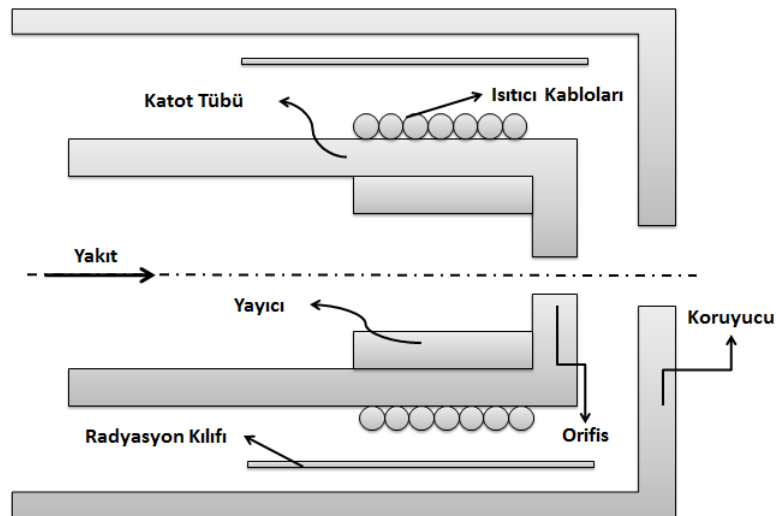 Isıtıcı Kabloları
Katot Tübü
Yakıt
Yayıcı
Koruyucu
Orifis
Radyasyon Kılıfı